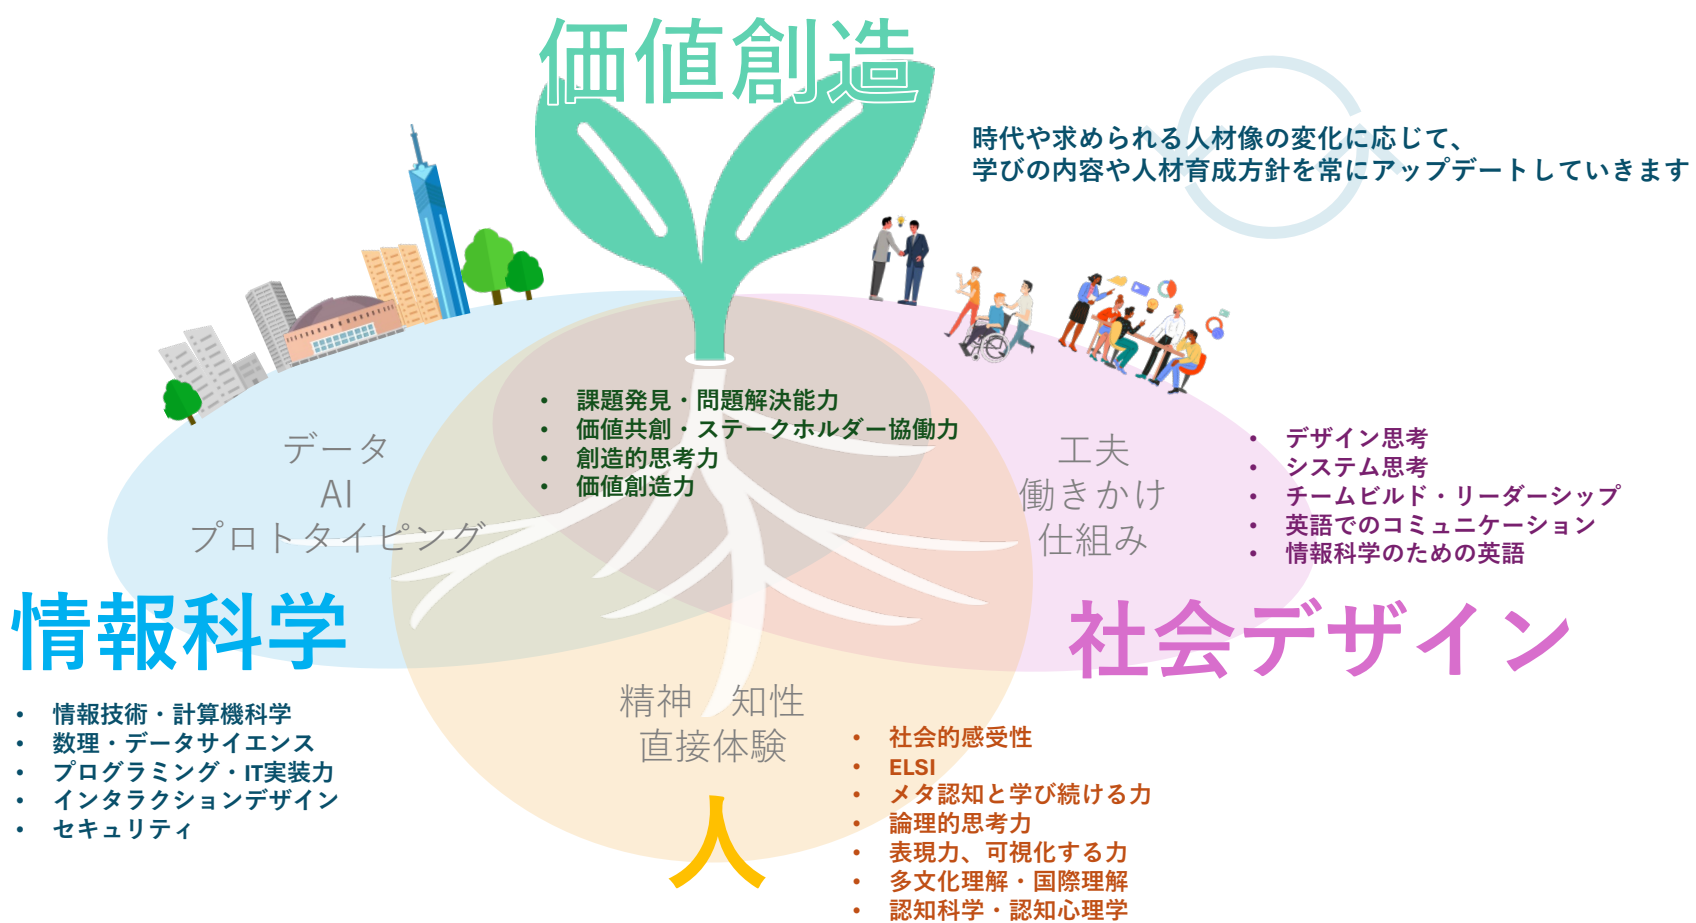 価値創造
時代や求められる人材像の変化に応じて、
学びの内容や人材育成方針を常にアップデートしていきます
• 課題発見・問題解決能力
• 価値共創・ステークホルダー協働力
• 創造的思考力
• 価値創造力
データ
AI
プロトタイピング
工夫
働きかけ
仕組み
• デザイン思考
• システム思考
• チームビルド・リーダーシップ
• 英語でのコミュニケーション
• 情報科学のための英語
情報科学
社会デザイン
• 情報技術・計算機科学
• 数理・データサイエンス
• プログラミング・IT実装力
• インタラクションデザイン
• セキュリティ
精神　知性
直接体験
人
• 社会的感受性
• ELSI
• メタ認知と学び続ける力
• 論理的思考力
• 表現力、可視化する力
• 多文化理解・国際理解
• 認知科学・認知心理学